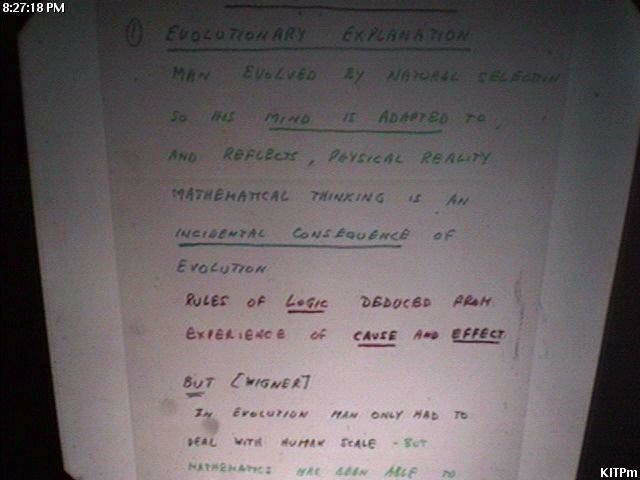 8:27:18 PM
① EVOLUTIONARY EXPLANATION
MAN EVOLVED BY NATURAL SELECTION
SO HIS MIND IS ADAPTED TO,
AND REFLECTS, PHYSICAL REALITY
MATHEMATICAL THINKING IS AN
INCIDENTAL CONSEQUENCE OF
EVOLUTION
RULES OF LOGIC DEDUCED FROM
EXPERIENCE OF CAUSE AND EFFECT
BUT [WIGNER]
IN EVOLUTION MAN ONLY HAD TO
DEAL WITH HUMAN SCALE - BUT
MATHEMATICS HAS BEEN ABLE TO
KITPm